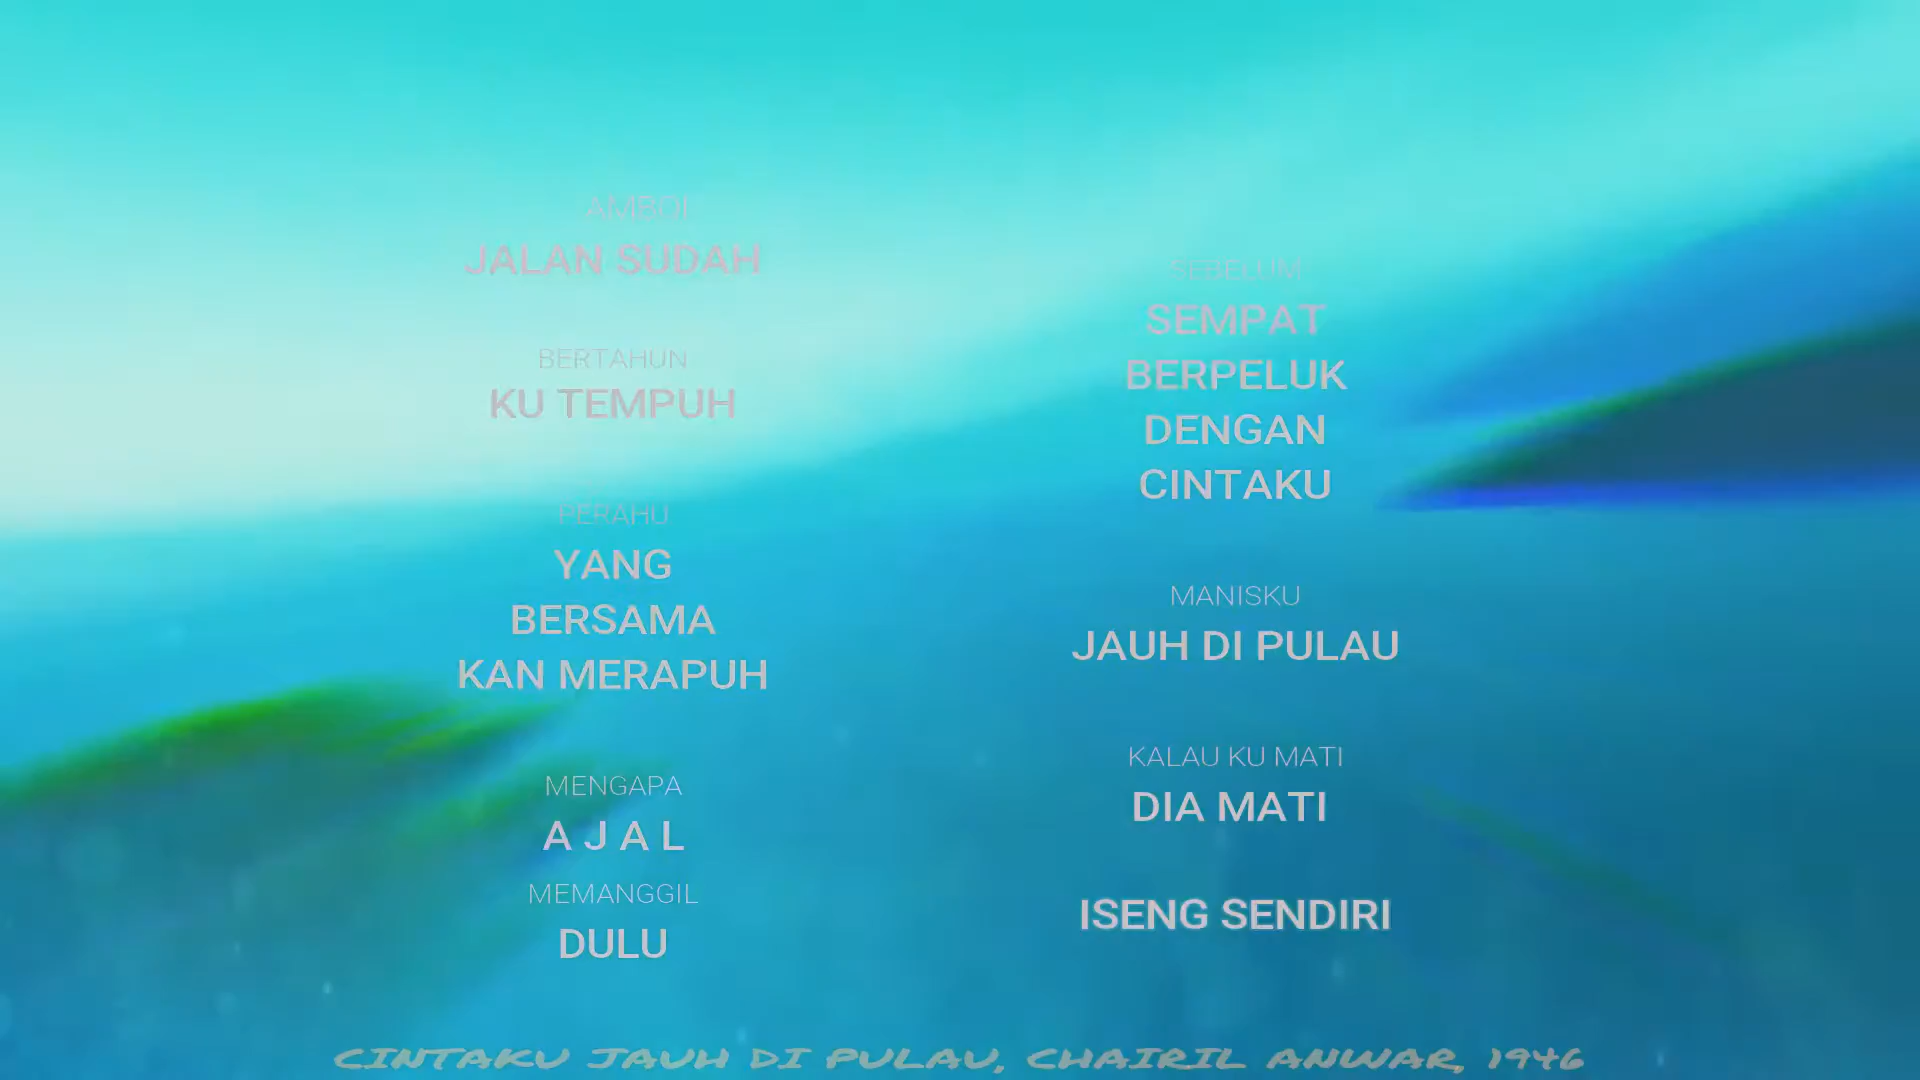 AMBOI
JALAN SUDAH
BERTAHUN
KU TEMPUH
PERAHU
YANG
BERSAMA
KAN MERAPUH
MENGAPA
A J A L
MEMANGGIL
DULU
SEBELUM
SEMPAT
BERPELUK
DENGAN
CINTAKU
MANISKU
JAUH DI PULAU
KALAU KU MATI
DIA MATI
ISENG SENDIRI
CINTAKU JAUH DI PULAU, CHAIRIL ANWAR, 1946